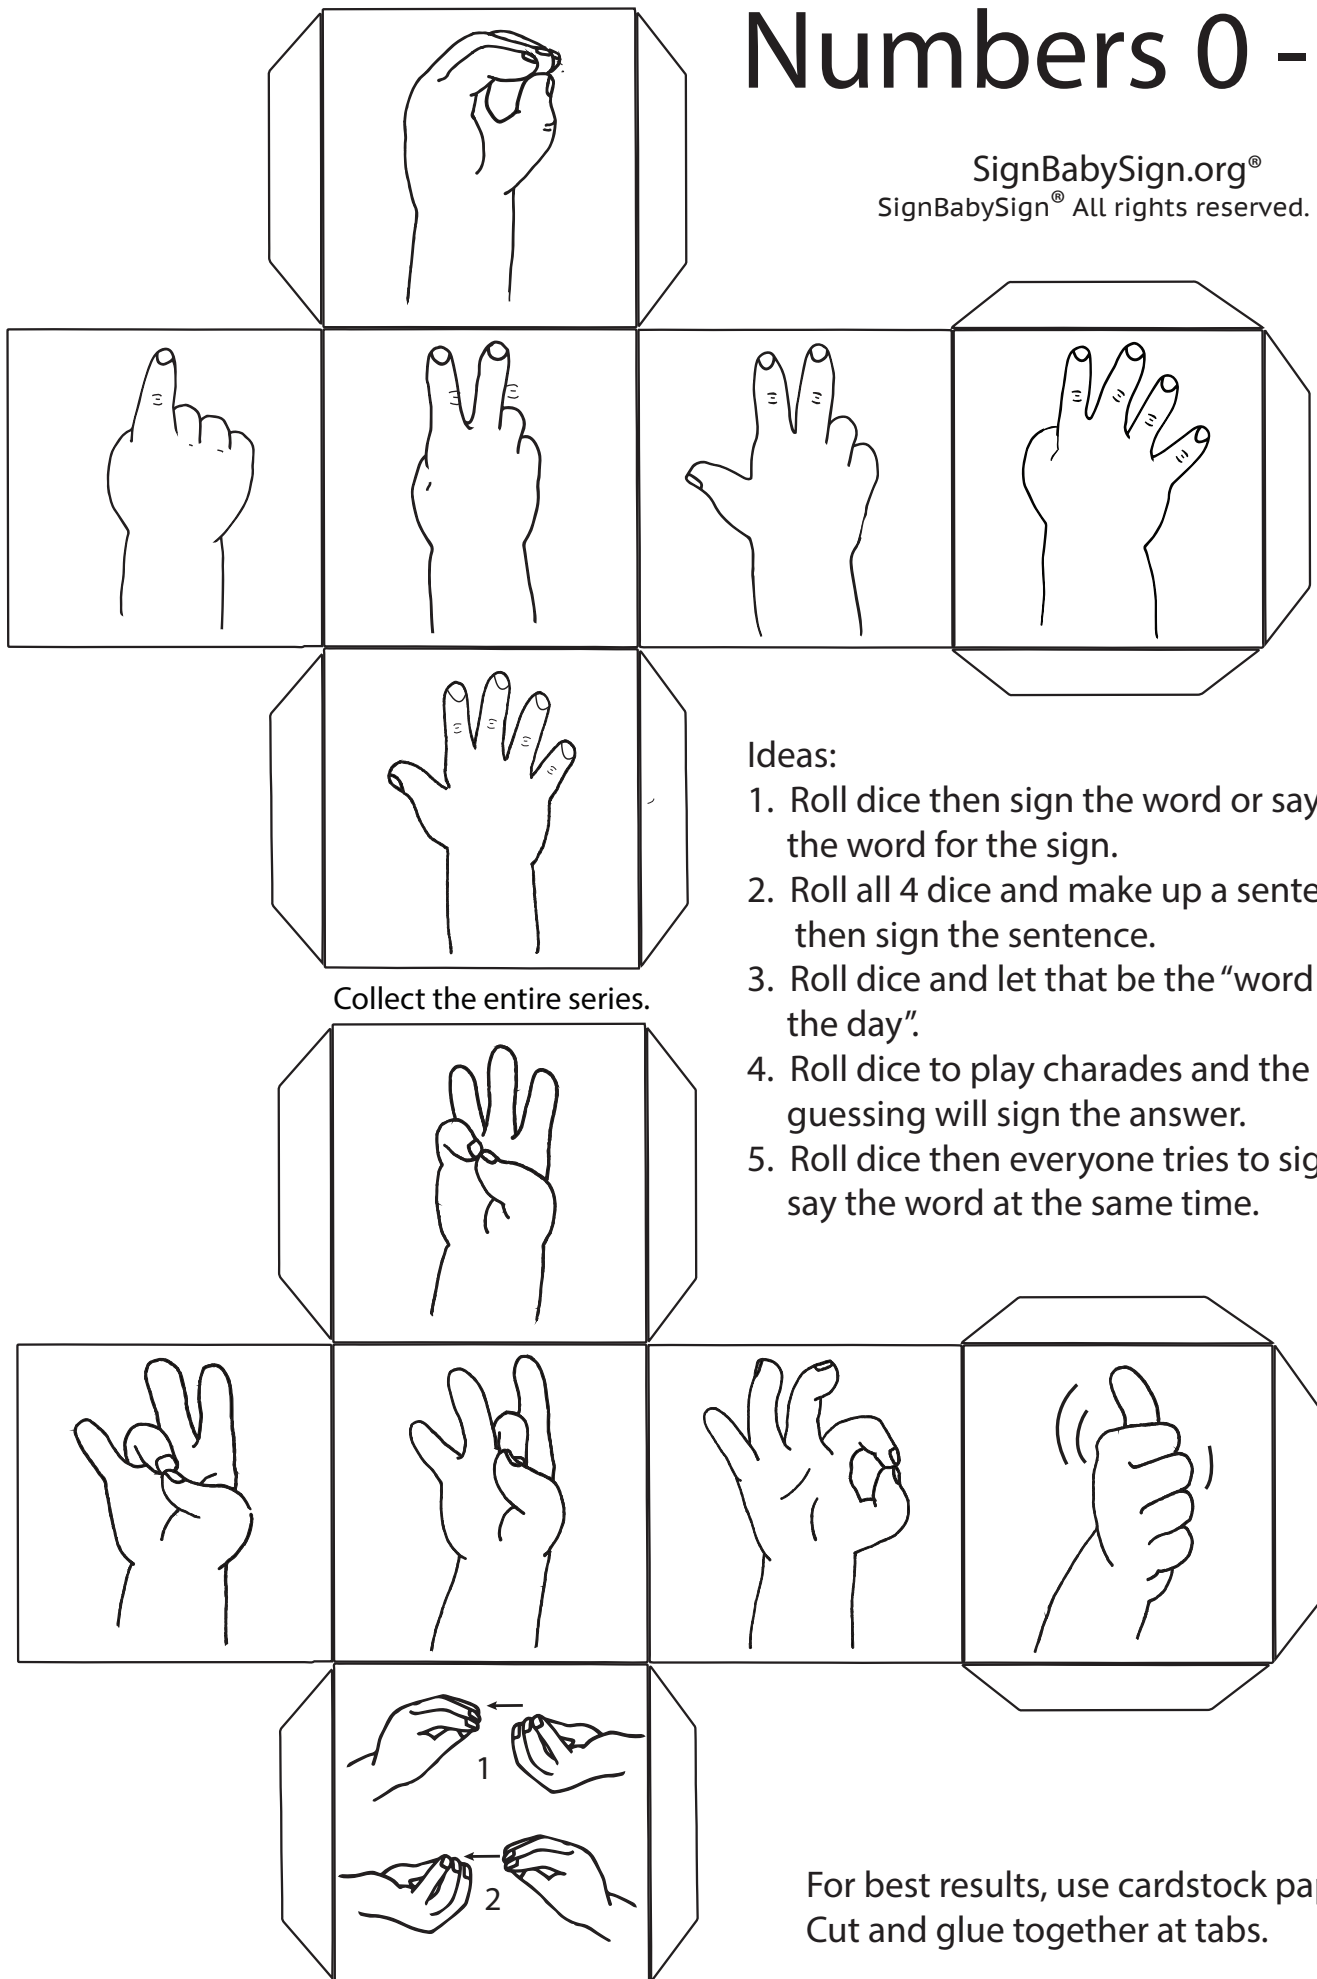 Numbers 0 -
SignBabySign.org®
SignBabySign® All rights reserved.
Ideas:
1. Roll dice then sign the word or say
the word for the sign.
2. Roll all 4 dice and make up a
then sign the sentence.
3. Roll dice and let that be the “word
the day”.
4. Roll dice to play charades and the
guessing will sign the answer.
5. Roll dice then everyone tries to
say the word at the same time.
Collect the entire series.
1
2
For best results, use cardstock
Cut and glue together at tabs.